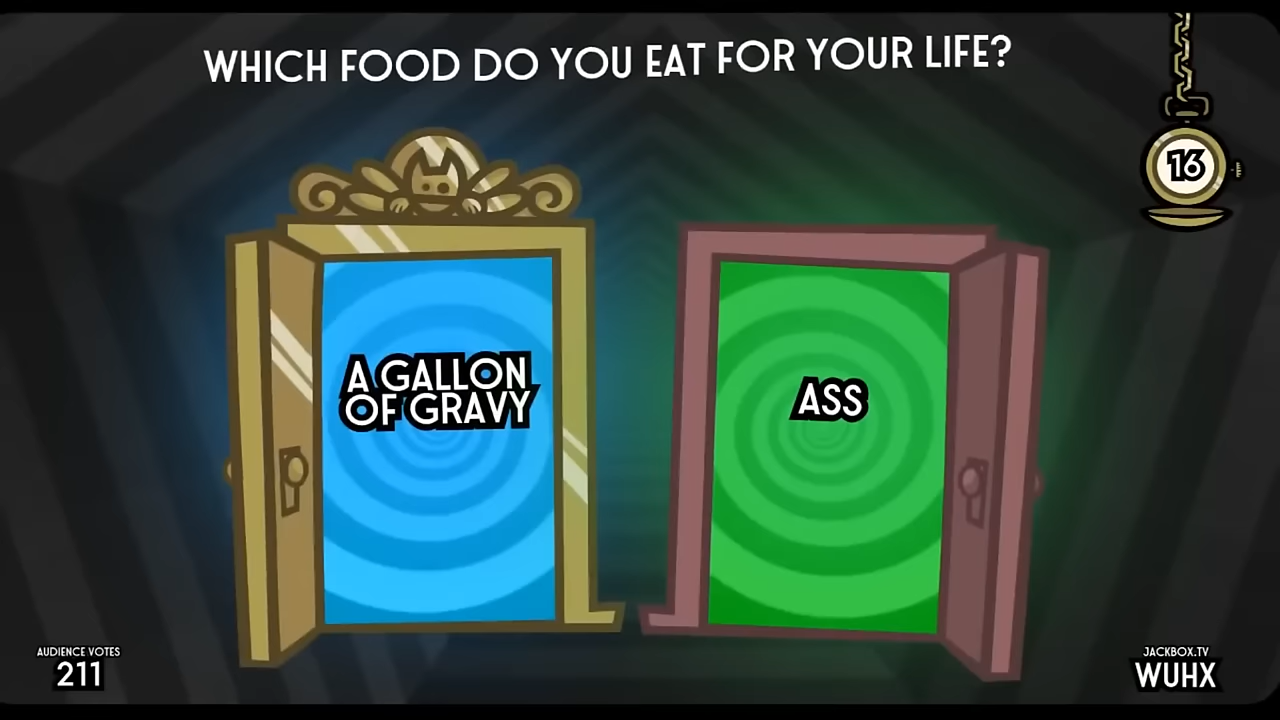 WHICH FOOD DO YOU EAT FOR YOUR LIFE?
16
A GALLON
OF GRAVY
ASS
AUDIENCE VOTES
211
JACKBOX.TV
WUHX